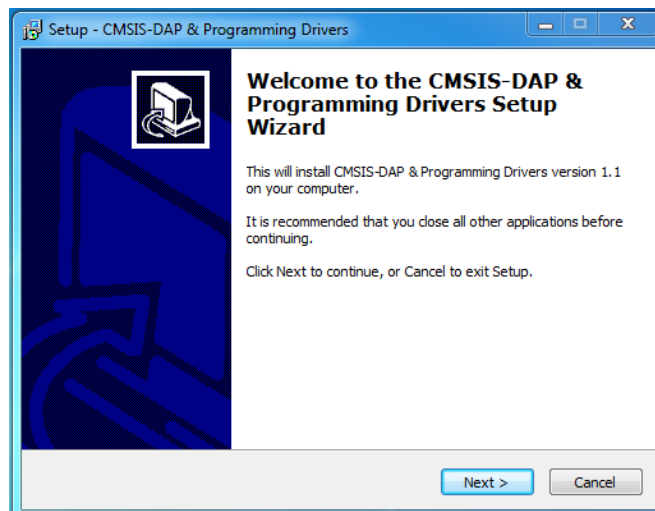 Setup - CMSIS-DAP & Programming Drivers
Welcome to the CMSIS-DAP &
Programming Drivers Setup
Wizard
This will install CMSIS-DAP & Programming Drivers version 1.1
on your computer.
It is recommended that you close all other applications before
continuing.
Click Next to continue, or Cancel to exit Setup.
Next >
Cancel